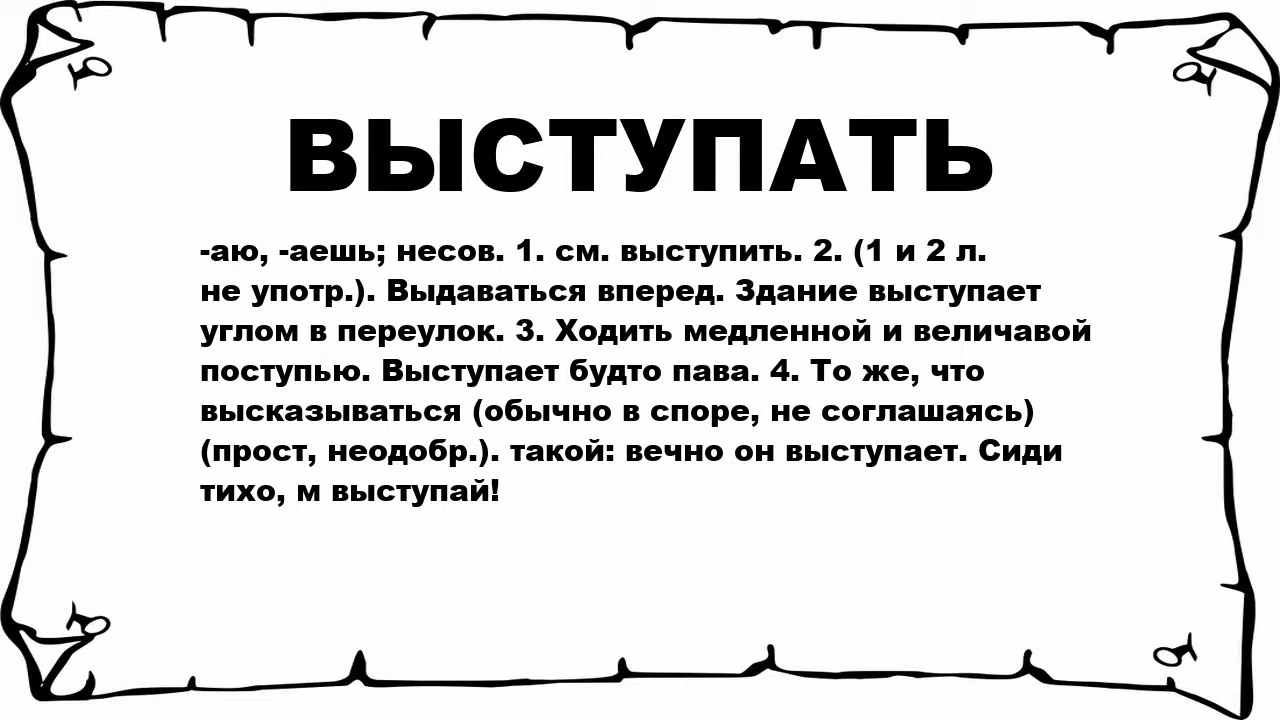 ВЫСТУПАТЬ
-аю, -аешь; несов. 1. см. выступить. 2. (1 и 2 л.
не употр.). Выдаваться вперед. Здание выступает
углом в переулок. 3. Ходить медленной и величавой
поступью. Выступает будто пава. 4. То же, что
высказываться (обычно в споре, не соглашаясь)
(прост, неодобр.). такой: вечно он выступает. Сиди
тихо, м выступай!